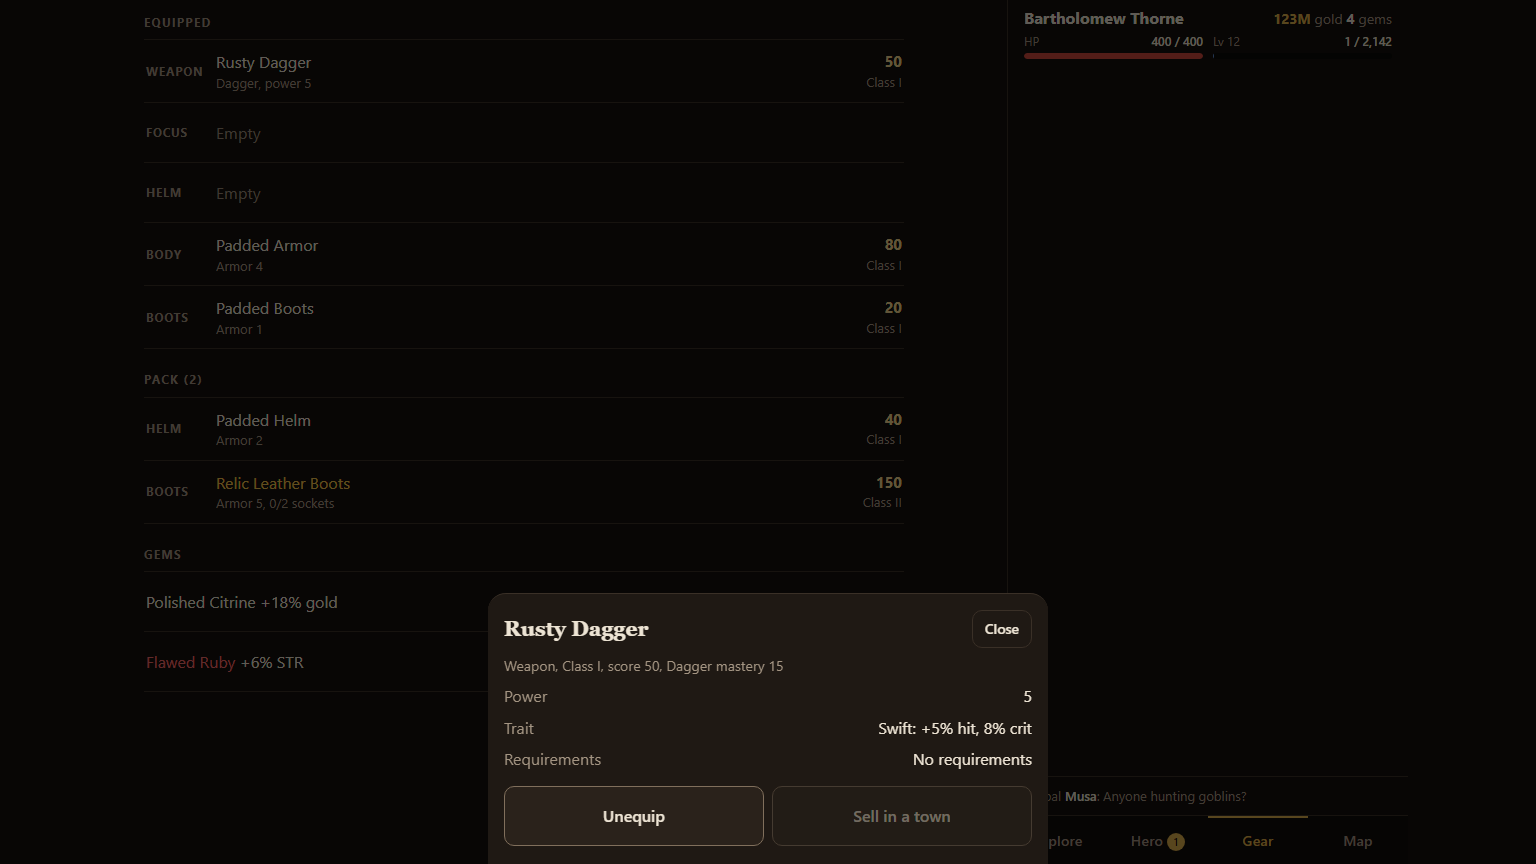 EQUIPPED
WEAPON
Rusty Dagger
Dagger, power 5
50
Class I
FOCUS
Empty
HELM
Empty
BODY
Padded Armor
Armor 4
80
Class I
BOOTS
Padded Boots
Armor 1
20
Class I
PACK (2)
HELM
Padded Helm
Armor 2
40
Class I
BOOTS
Relic Leather Boots
Armor 5, 0/2 sockets
150
Class II
GEMS
Polished Citrine +18% gold
Flawed Ruby +6% STR
Bartholomew Thorne
123M gold 4 gems
HP 400 / 400
Lv 12 1 / 2,142
Rusty Dagger
Close
Weapon, Class I, score 50, Dagger mastery 15
Power 5
Trait Swift: +5% hit, 8% crit
Requirements No requirements
Unequip
Sell in a town
Musa: Anyone hunting goblins?
plore
Hero 1
Gear
Map